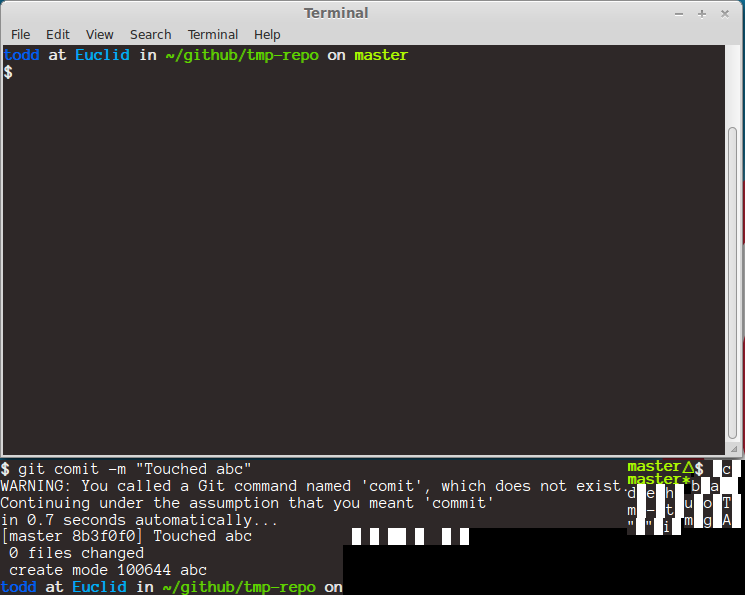 Terminal
File Edit View Search Terminal Help
todd at Euclid in ~/github/tmp-repo on master
$
$ git comit -m "Touched abc"
WARNING: You called a Git command named 'comit', which does not exist.
Continuing under the assumption that you meant 'commit'
in 0.7 seconds automatically...
[master 8b3f0f0] Touched abc
 0 files changed
 create mode 100644 abc
todd at Euclid in ~/github/tmp-repo on
master△$ c
master* b a
d e h u o T
m - t m g A
" " i